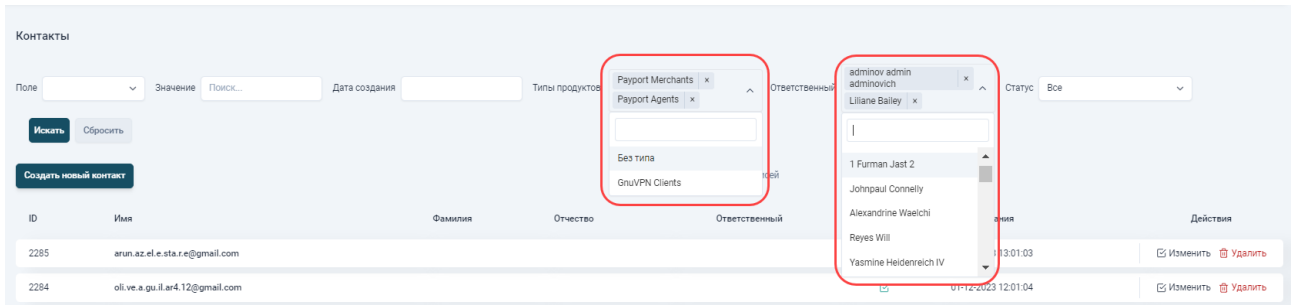 Контакты
Поле
Значение Поиск...
Дата создания
Типы продуктов
Payport Merchants ×
Payport Agents ×
Без типа
GnuVPN Clients
Ответственный
adminov admin
adminovich ×
Liliane Bailey ×
1 Furman Jast 2
Johnpaul Connelly
Alexandrine Waelchi
Reyes Will
Yasmine Heidenreich IV
Статус Все
Искать Сбросить
Создать новый контакт
ID Имя Фамилия Отчество Ответственный Действия
2285 arun.az.el.e.sta.r.e@gmail.com 13:01:03 Изменить Удалить
2284 oli.ve.a.gu.il.ar4.12@gmail.com 01-12-2023 12:01:04 Изменить Удалить